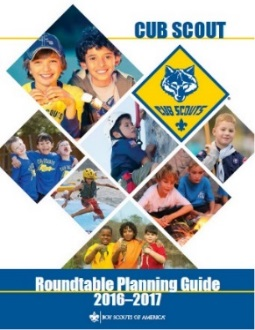 CUB SCOUT
CUB SCOUTS
Roundtable Planning Guide
2016–2017
BOY SCOUTS OF AMERICA